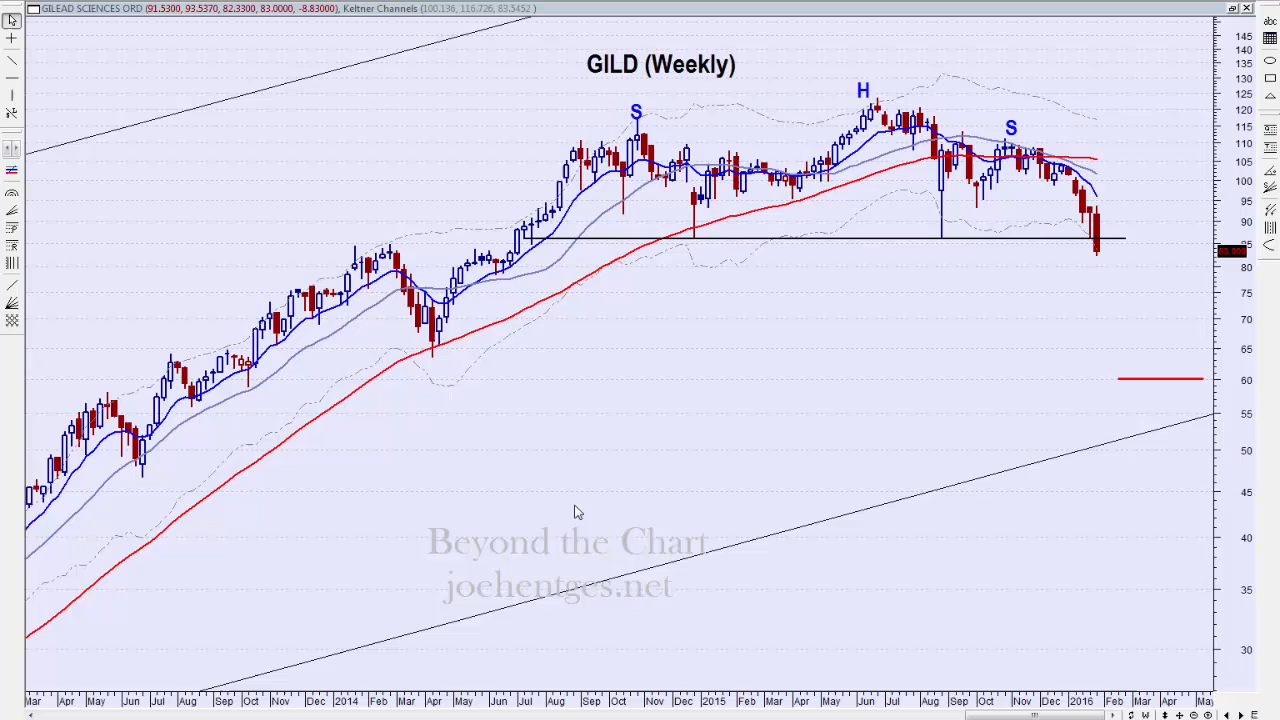 GILEAD SCIENCES ORD (91.5300, 93.5370, 82.3300, 83.0000, -8.83000), Keltner Channels (100.136, 116.726, 83.5452 )
abc
GILD (Weekly)
S
H
S
145
140
135
130
125
120
115
110
105
100
95
90
85
83.000
80
75
70
65
60
55
50
45
40
35
30
Beyond the Chart
joehentges.net
Mar Apr May Jun Jul Aug Sep Oct Nov Dec 2014 Feb Mar Apr May Jun Jul Aug Sep Oct Nov Dec 2015 Feb Mar Apr May Jun Jul Aug Sep Oct Nov Dec 2016 Feb Mar Apr May